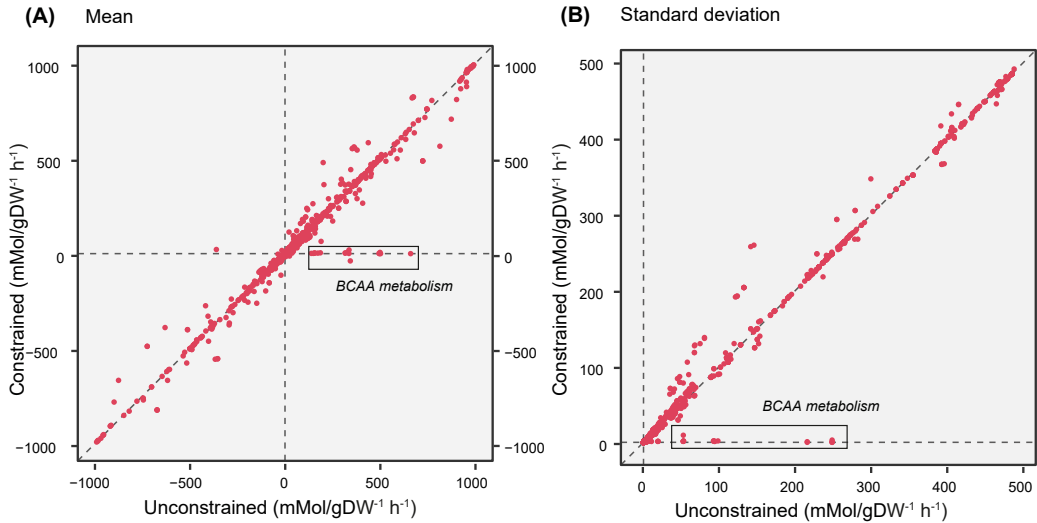 (A) Mean
1000
500
0
−500
−1000
1000
500
0
−500
−1000
−1000 −500 0 500 1000
Constrained (mMol/gDW⁻¹ h⁻¹)
Unconstrained (mMol/gDW⁻¹ h⁻¹)
BCAA metabolism
(B) Standard deviation
500
400
300
200
100
0
0 100 200 300 400 500
Constrained (mMol/gDW⁻¹ h⁻¹)
Unconstrained (mMol/gDW⁻¹ h⁻¹)
BCAA metabolism